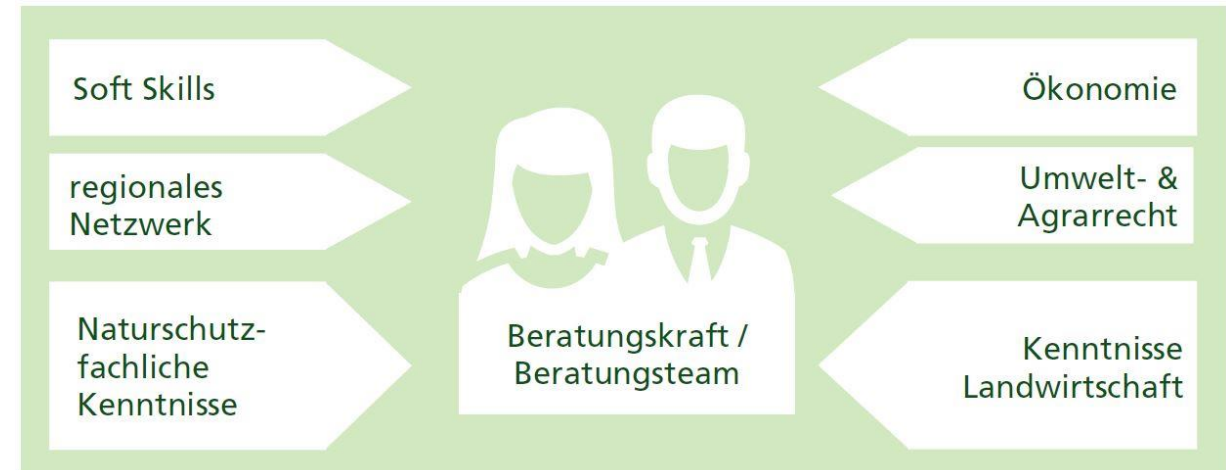 Soft Skills
regionales
Netzwerk
Naturschutz-
fachliche
Kenntnisse
Beratungskraft /
Beratungsteam
Ökonomie
Umwelt- &
Agrarrecht
Kenntnisse
Landwirtschaft